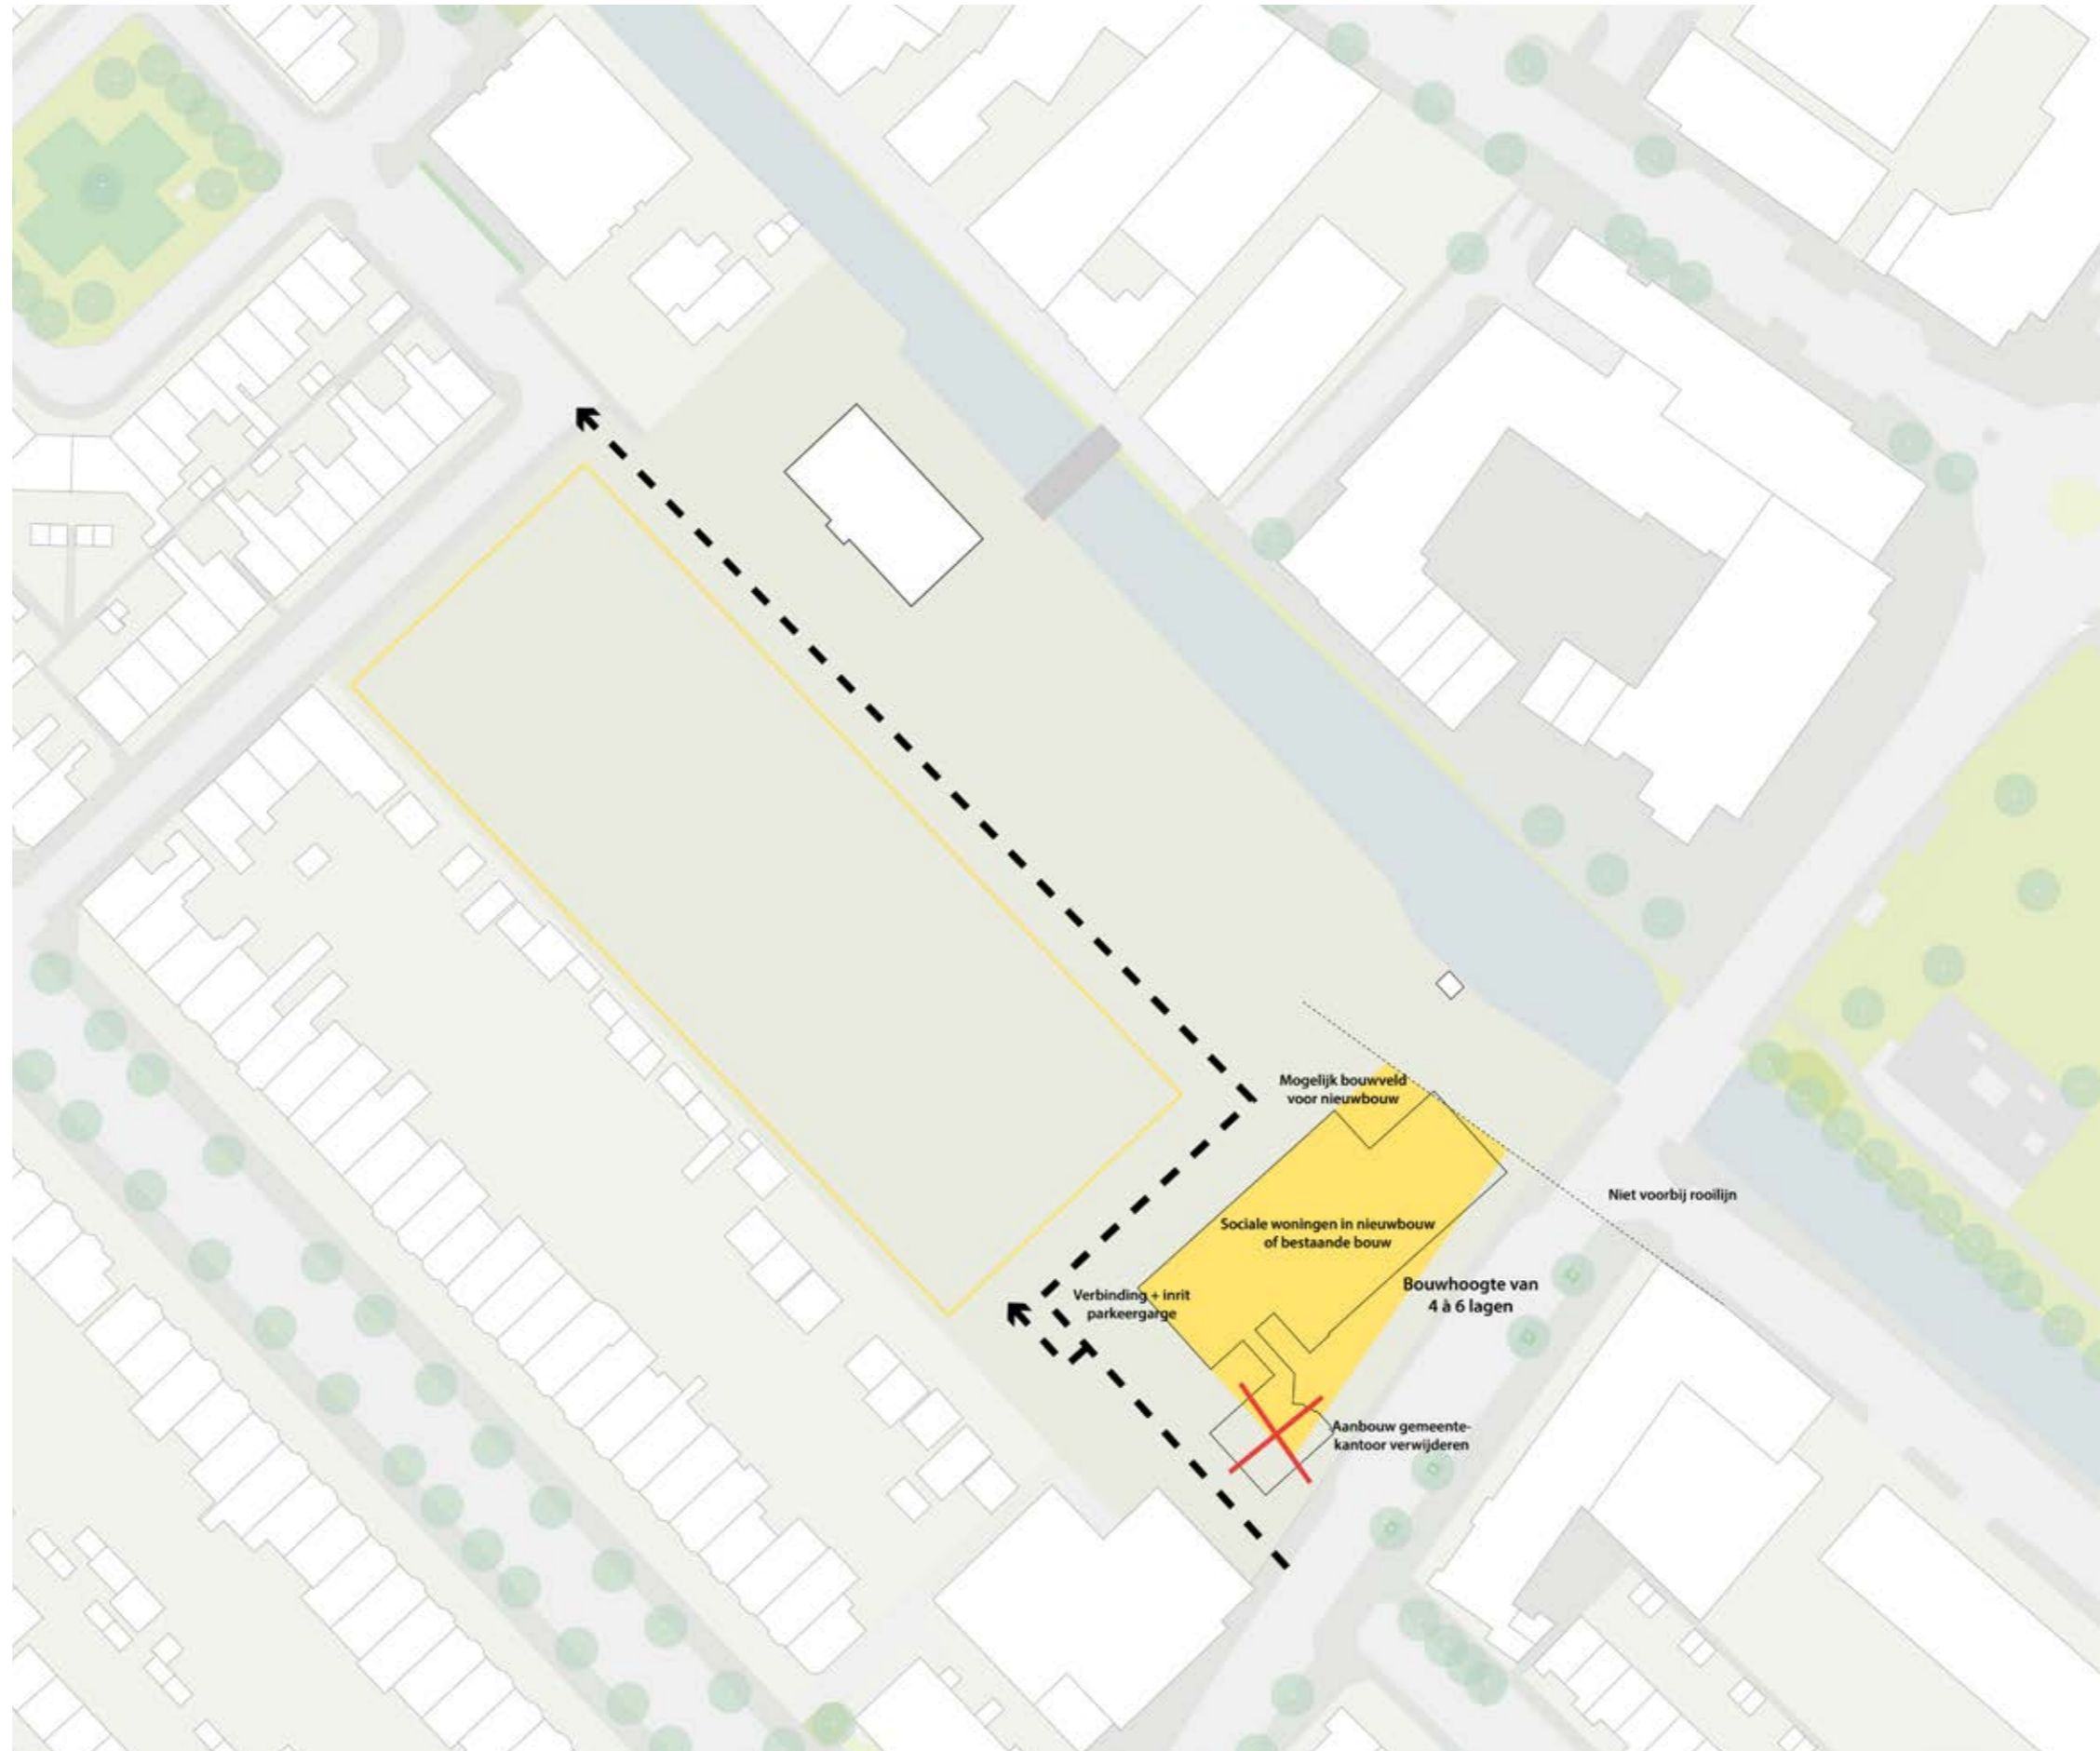 Mogelijk bouwveld
voor nieuwbouw
Niet voorbij rooilijn
Sociale woningen in nieuwbouw
of bestaande bouw
Bouwhoogte van
4 à 6 lagen
Verbinding + inrit
parkeergarge
Aanbouw gemeente-
kantoor verwijderen